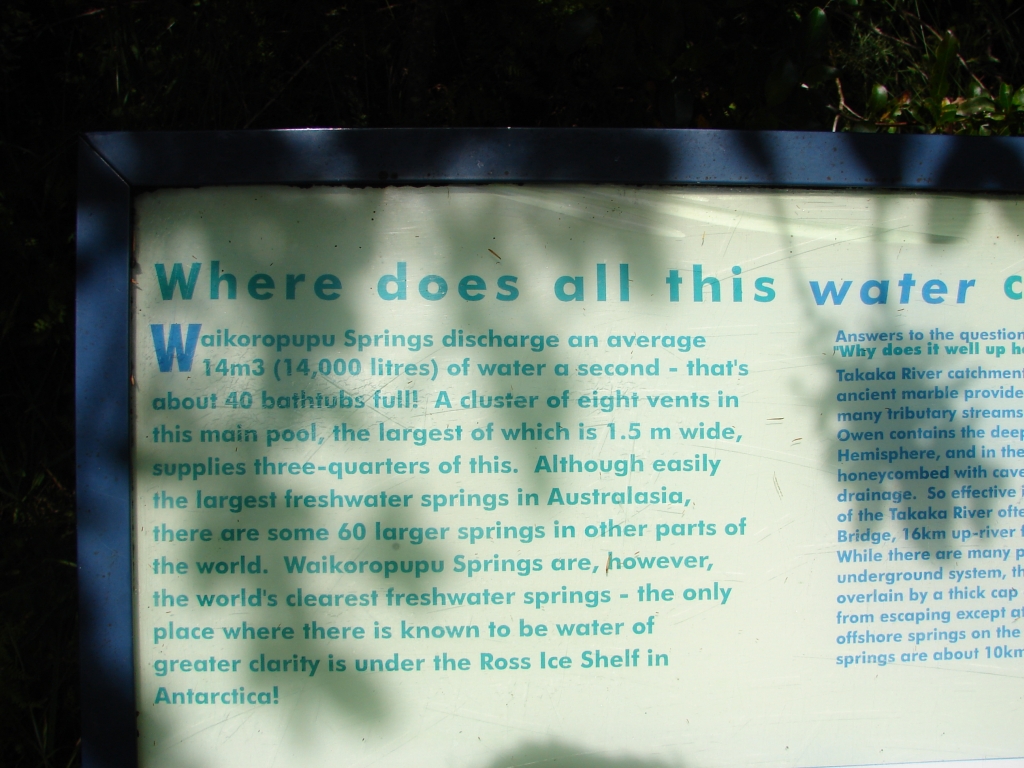 Where does all this water
Waikoropupu Springs discharge an average
14m3 (14,000 litres) of water a second - that's
about 40 bathtubs full! A cluster of eight vents in
this main pool, the largest of which is 1.5 m wide,
supplies three-quarters of this. Although easily
the largest freshwater springs in Australasia,
there are some 60 larger springs in other parts of
the world. Waikoropupu Springs are, however,
the world's clearest freshwater springs - the only
place where there is known to be water of
greater clarity is under the Ross Ice Shelf in
Antarctica!
Answers to the question
"Why does it well up
Takaka River catchment
ancient marble provide
many tributary streams
Owen contains the deep
Hemisphere, and in the
honeycombed with cave
drainage. So effective
of the Takaka River ofte
Bridge, 16km up-river
While there are many p
underground system, th
overlain by a thick cap
from escaping except at
offshore springs on the
springs are about 10km